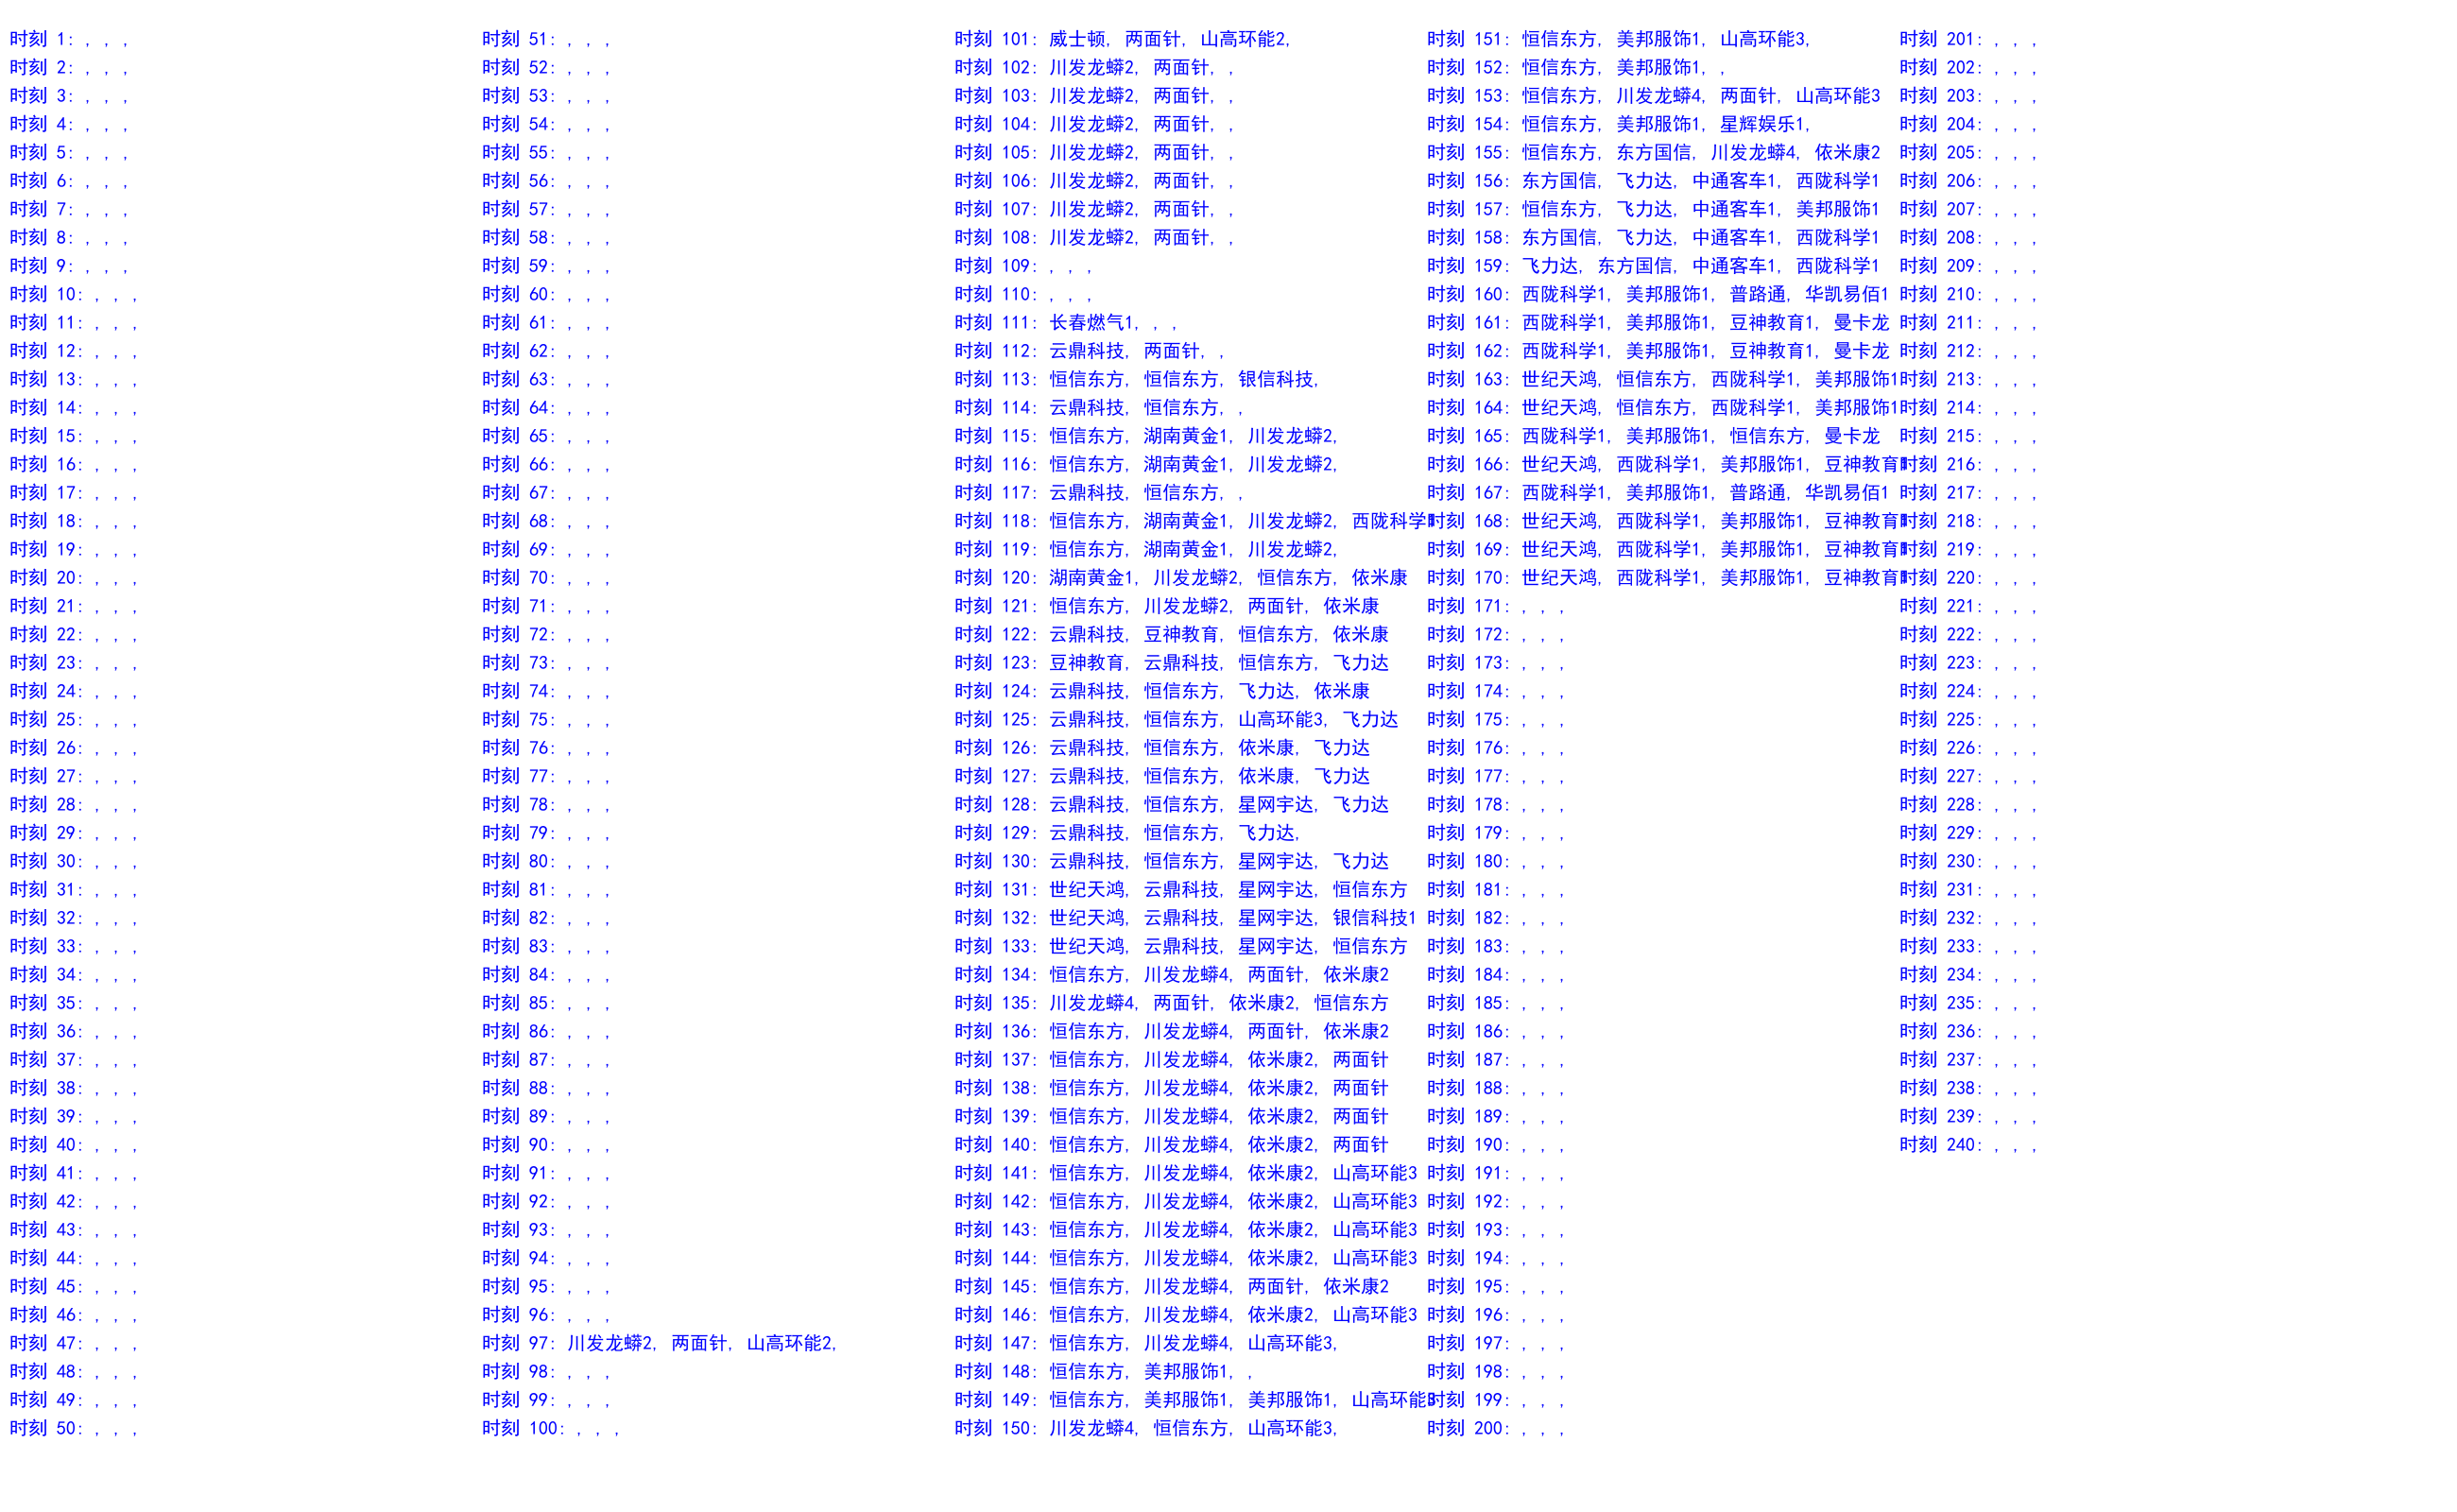 时刻 1: , , ,
时刻 2: , , ,
时刻 3: , , ,
时刻 4: , , ,
时刻 5: , , ,
时刻 6: , , ,
时刻 7: , , ,
时刻 8: , , ,
时刻 9: , , ,
时刻 10: , , ,
时刻 11: , , ,
时刻 12: , , ,
时刻 13: , , ,
时刻 14: , , ,
时刻 15: , , ,
时刻 16: , , ,
时刻 17: , , ,
时刻 18: , , ,
时刻 19: , , ,
时刻 20: , , ,
时刻 21: , , ,
时刻 22: , , ,
时刻 23: , , ,
时刻 24: , , ,
时刻 25: , , ,
时刻 26: , , ,
时刻 27: , , ,
时刻 28: , , ,
时刻 29: , , ,
时刻 30: , , ,
时刻 31: , , ,
时刻 32: , , ,
时刻 33: , , ,
时刻 34: , , ,
时刻 35: , , ,
时刻 36: , , ,
时刻 37: , , ,
时刻 38: , , ,
时刻 39: , , ,
时刻 40: , , ,
时刻 41: , , ,
时刻 42: , , ,
时刻 43: , , ,
时刻 44: , , ,
时刻 45: , , ,
时刻 46: , , ,
时刻 47: , , ,
时刻 48: , , ,
时刻 49: , , ,
时刻 50: , , ,
时刻 51: , , ,
时刻 52: , , ,
时刻 53: , , ,
时刻 54: , , ,
时刻 55: , , ,
时刻 56: , , ,
时刻 57: , , ,
时刻 58: , , ,
时刻 59: , , ,
时刻 60: , , ,
时刻 61: , , ,
时刻 62: , , ,
时刻 63: , , ,
时刻 64: , , ,
时刻 65: , , ,
时刻 66: , , ,
时刻 67: , , ,
时刻 68: , , ,
时刻 69: , , ,
时刻 70: , , ,
时刻 71: , , ,
时刻 72: , , ,
时刻 73: , , ,
时刻 74: , , ,
时刻 75: , , ,
时刻 76: , , ,
时刻 77: , , ,
时刻 78: , , ,
时刻 79: , , ,
时刻 80: , , ,
时刻 81: , , ,
时刻 82: , , ,
时刻 83: , , ,
时刻 84: , , ,
时刻 85: , , ,
时刻 86: , , ,
时刻 87: , , ,
时刻 88: , , ,
时刻 89: , , ,
时刻 90: , , ,
时刻 91: , , ,
时刻 92: , , ,
时刻 93: , , ,
时刻 94: , , ,
时刻 95: , , ,
时刻 96: , , ,
时刻 97: 川发龙蟒2, 两面针, 山高环能2,
时刻 98: , , ,
时刻 99: , , ,
时刻 100: , , ,
时刻 101: 威士顿, 两面针, 山高环能2,
时刻 102: 川发龙蟒2, 两面针, ,
时刻 103: 川发龙蟒2, 两面针, ,
时刻 104: 川发龙蟒2, 两面针, ,
时刻 105: 川发龙蟒2, 两面针, ,
时刻 106: 川发龙蟒2, 两面针, ,
时刻 107: 川发龙蟒2, 两面针, ,
时刻 108: 川发龙蟒2, 两面针, ,
时刻 109: , , ,
时刻 110: , , ,
时刻 111: 长春燃气1, , ,
时刻 112: 云鼎科技, 两面针, ,
时刻 113: 恒信东方, 恒信东方, 银信科技,
时刻 114: 云鼎科技, 恒信东方, ,
时刻 115: 恒信东方, 湖南黄金1, 川发龙蟒2,
时刻 116: 恒信东方, 湖南黄金1, 川发龙蟒2,
时刻 117: 云鼎科技, 恒信东方, ,
时刻 118: 恒信东方, 湖南黄金1, 川发龙蟒2, 西陇科学
时刻 119: 恒信东方, 湖南黄金1, 川发龙蟒2,
时刻 120: 湖南黄金1, 川发龙蟒2, 恒信东方, 依米康
时刻 121: 恒信东方, 川发龙蟒2, 两面针, 依米康
时刻 122: 云鼎科技, 豆神教育, 恒信东方, 依米康
时刻 123: 豆神教育, 云鼎科技, 恒信东方, 飞力达
时刻 124: 云鼎科技, 恒信东方, 飞力达, 依米康
时刻 125: 云鼎科技, 恒信东方, 山高环能3, 飞力达
时刻 126: 云鼎科技, 恒信东方, 依米康, 飞力达
时刻 127: 云鼎科技, 恒信东方, 依米康, 飞力达
时刻 128: 云鼎科技, 恒信东方, 星网宇达, 飞力达
时刻 129: 云鼎科技, 恒信东方, 飞力达,
时刻 130: 云鼎科技, 恒信东方, 星网宇达, 飞力达
时刻 131: 世纪天鸿, 云鼎科技, 星网宇达, 恒信东方
时刻 132: 世纪天鸿, 云鼎科技, 星网宇达, 银信科技1
时刻 133: 世纪天鸿, 云鼎科技, 星网宇达, 恒信东方
时刻 134: 恒信东方, 川发龙蟒4, 两面针, 依米康2
时刻 135: 川发龙蟒4, 两面针, 依米康2, 恒信东方
时刻 136: 恒信东方, 川发龙蟒4, 两面针, 依米康2
时刻 137: 恒信东方, 川发龙蟒4, 依米康2, 两面针
时刻 138: 恒信东方, 川发龙蟒4, 依米康2, 两面针
时刻 139: 恒信东方, 川发龙蟒4, 依米康2, 两面针
时刻 140: 恒信东方, 川发龙蟒4, 依米康2, 两面针
时刻 141: 恒信东方, 川发龙蟒4, 依米康2, 山高环能3
时刻 142: 恒信东方, 川发龙蟒4, 依米康2, 山高环能3
时刻 143: 恒信东方, 川发龙蟒4, 依米康2, 山高环能3
时刻 144: 恒信东方, 川发龙蟒4, 依米康2, 山高环能3
时刻 145: 恒信东方, 川发龙蟒4, 两面针, 依米康2
时刻 146: 恒信东方, 川发龙蟒4, 依米康2, 山高环能3
时刻 147: 恒信东方, 川发龙蟒4, 山高环能3,
时刻 148: 恒信东方, 美邦服饰1, ,
时刻 149: 恒信东方, 美邦服饰1, 美邦服饰1, 山高环能
时刻 150: 川发龙蟒4, 恒信东方, 山高环能3,
时刻 151: 恒信东方, 美邦服饰1, 山高环能3,
时刻 152: 恒信东方, 美邦服饰1, ,
时刻 153: 恒信东方, 川发龙蟒4, 两面针, 山高环能3
时刻 154: 恒信东方, 美邦服饰1, 星辉娱乐1,
时刻 155: 恒信东方, 东方国信, 川发龙蟒4, 依米康2
时刻 156: 东方国信, 飞力达, 中通客车1, 西陇科学1
时刻 157: 恒信东方, 飞力达, 中通客车1, 美邦服饰1
时刻 158: 东方国信, 飞力达, 中通客车1, 西陇科学1
时刻 159: 飞力达, 东方国信, 中通客车1, 西陇科学1
时刻 160: 西陇科学1, 美邦服饰1, 普路通, 华凯易佰1
时刻 161: 西陇科学1, 美邦服饰1, 豆神教育1, 曼卡龙
时刻 162: 西陇科学1, 美邦服饰1, 豆神教育1, 曼卡龙
时刻 163: 世纪天鸿, 恒信东方, 西陇科学1, 美邦服饰1
时刻 164: 世纪天鸿, 恒信东方, 西陇科学1, 美邦服饰1
时刻 165: 西陇科学1, 美邦服饰1, 恒信东方, 曼卡龙
时刻 166: 世纪天鸿, 西陇科学1, 美邦服饰1, 豆神教育
时刻 167: 西陇科学1, 美邦服饰1, 普路通, 华凯易佰1
时刻 168: 世纪天鸿, 西陇科学1, 美邦服饰1, 豆神教育
时刻 169: 世纪天鸿, 西陇科学1, 美邦服饰1, 豆神教育
时刻 170: 世纪天鸿, 西陇科学1, 美邦服饰1, 豆神教育
时刻 171: , , ,
时刻 172: , , ,
时刻 173: , , ,
时刻 174: , , ,
时刻 175: , , ,
时刻 176: , , ,
时刻 177: , , ,
时刻 178: , , ,
时刻 179: , , ,
时刻 180: , , ,
时刻 181: , , ,
时刻 182: , , ,
时刻 183: , , ,
时刻 184: , , ,
时刻 185: , , ,
时刻 186: , , ,
时刻 187: , , ,
时刻 188: , , ,
时刻 189: , , ,
时刻 190: , , ,
时刻 191: , , ,
时刻 192: , , ,
时刻 193: , , ,
时刻 194: , , ,
时刻 195: , , ,
时刻 196: , , ,
时刻 197: , , ,
时刻 198: , , ,
时刻 199: , , ,
时刻 200: , , ,
时刻 201: , , ,
时刻 202: , , ,
时刻 203: , , ,
时刻 204: , , ,
时刻 205: , , ,
时刻 206: , , ,
时刻 207: , , ,
时刻 208: , , ,
时刻 209: , , ,
时刻 210: , , ,
时刻 211: , , ,
时刻 212: , , ,
时刻 213: , , ,
时刻 214: , , ,
时刻 215: , , ,
时刻 216: , , ,
时刻 217: , , ,
时刻 218: , , ,
时刻 219: , , ,
时刻 220: , , ,
时刻 221: , , ,
时刻 222: , , ,
时刻 223: , , ,
时刻 224: , , ,
时刻 225: , , ,
时刻 226: , , ,
时刻 227: , , ,
时刻 228: , , ,
时刻 229: , , ,
时刻 230: , , ,
时刻 231: , , ,
时刻 232: , , ,
时刻 233: , , ,
时刻 234: , , ,
时刻 235: , , ,
时刻 236: , , ,
时刻 237: , , ,
时刻 238: , , ,
时刻 239: , , ,
时刻 240: , , ,